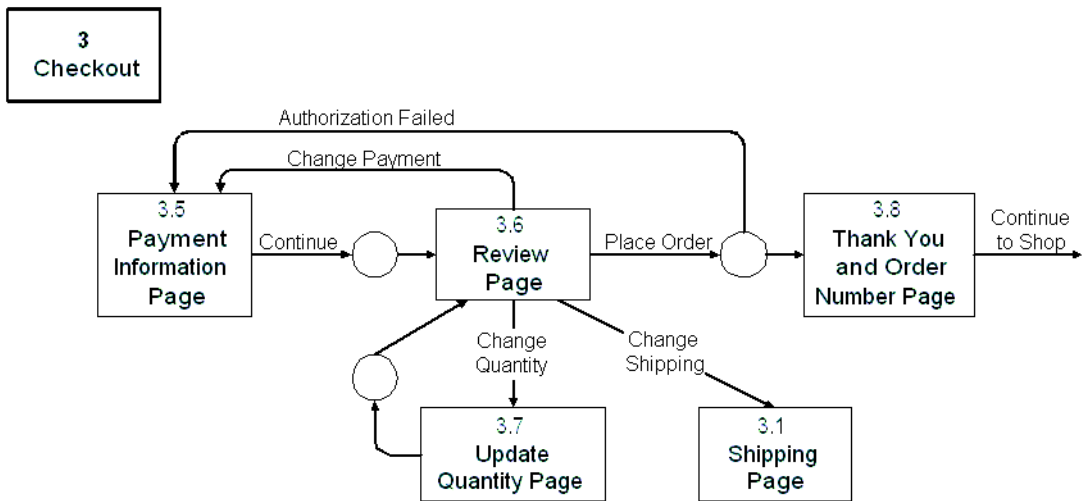 3
Checkout
Authorization Failed
Change Payment
3.5
Payment
Information
Page
Continue
3.6
Review
Page
Place Order
3.8
Thank You
and Order
Number Page
Continue
to Shop
Change
Quantity
Change
Shipping
3.7
Update
Quantity Page
3.1
Shipping
Page